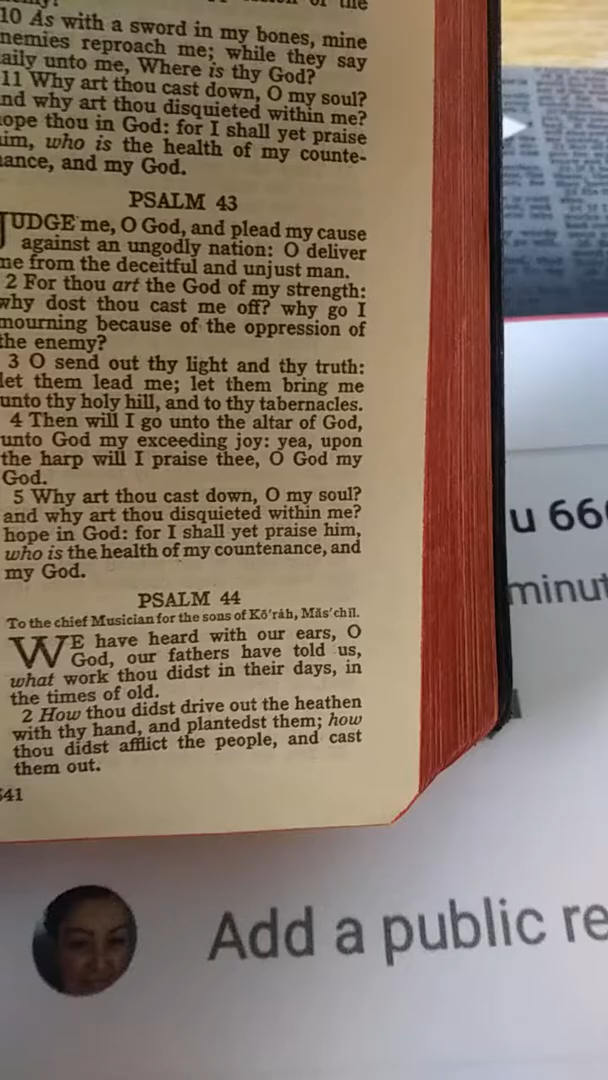 10 As with a sword in my bones, mine
nemies reproach me; while they say
aily unto me, Where is thy God?
11 Why art thou cast down, O my soul?
nd why art thou disquieted within me?
ope thou in God: for I shall yet praise
im, who is the health of my counte-
ance, and my God.
PSALM 43
JUDGE me, O God, and plead my cause
against an ungodly nation: O deliver
me from the deceitful and unjust man.
2 For thou art the God of my strength:
why dost thou cast me off? why go I
mourning because of the oppression of
the enemy?
3 O send out thy light and thy truth:
let them lead me; let them bring me
unto thy holy hill, and to thy tabernacles.
4 Then will I go unto the altar of God,
unto God my exceeding joy: yea, upon
the harp will I praise thee, O God my
God.
5 Why art thou cast down, O my soul?
and why art thou disquieted within me?
hope in God: for I shall yet praise him,
who is the health of my countenance, and
my God.
PSALM 44
To the chief Musician for the sons of Kō´răh, Măs´chil.
WE have heard with our ears, O
God, our fathers have told us,
what work thou didst in their days, in
the times of old.
2 How thou didst drive out the heathen
with thy hand, and plantedst them; how
thou didst afflict the people, and cast
them out.
541
u 66
minut
Add a public re